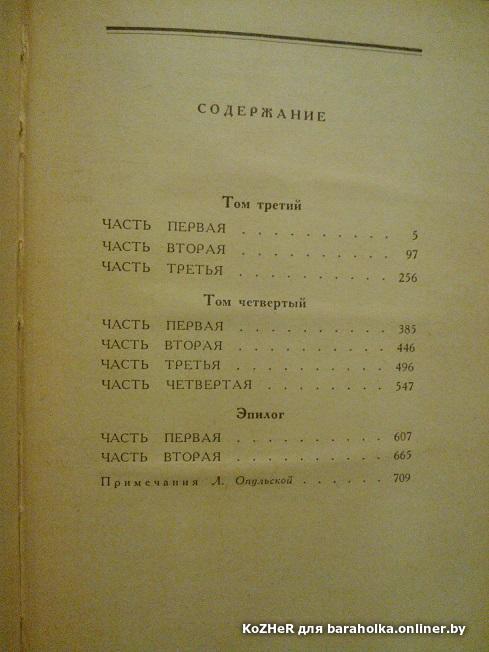 СОДЕРЖАНИЕ
Том третий
ЧАСТЬ ПЕРВАЯ . . . . . . . . . . 5
ЧАСТЬ ВТОРАЯ . . . . . . . . . . 97
ЧАСТЬ ТРЕТЬЯ . . . . . . . . . . 256
Том четвертый
ЧАСТЬ ПЕРВАЯ . . . . . . . . . . 385
ЧАСТЬ ВТОРАЯ . . . . . . . . . . 446
ЧАСТЬ ТРЕТЬЯ . . . . . . . . . . 496
ЧАСТЬ ЧЕТВЕРТАЯ . . . . . . . . 547
Эпилог
ЧАСТЬ ПЕРВАЯ . . . . . . . . . . 607
ЧАСТЬ ВТОРАЯ . . . . . . . . . . 665
Примечания Л. Опульской . . . . . . 709
KoZHeR для baraholka.onliner.by